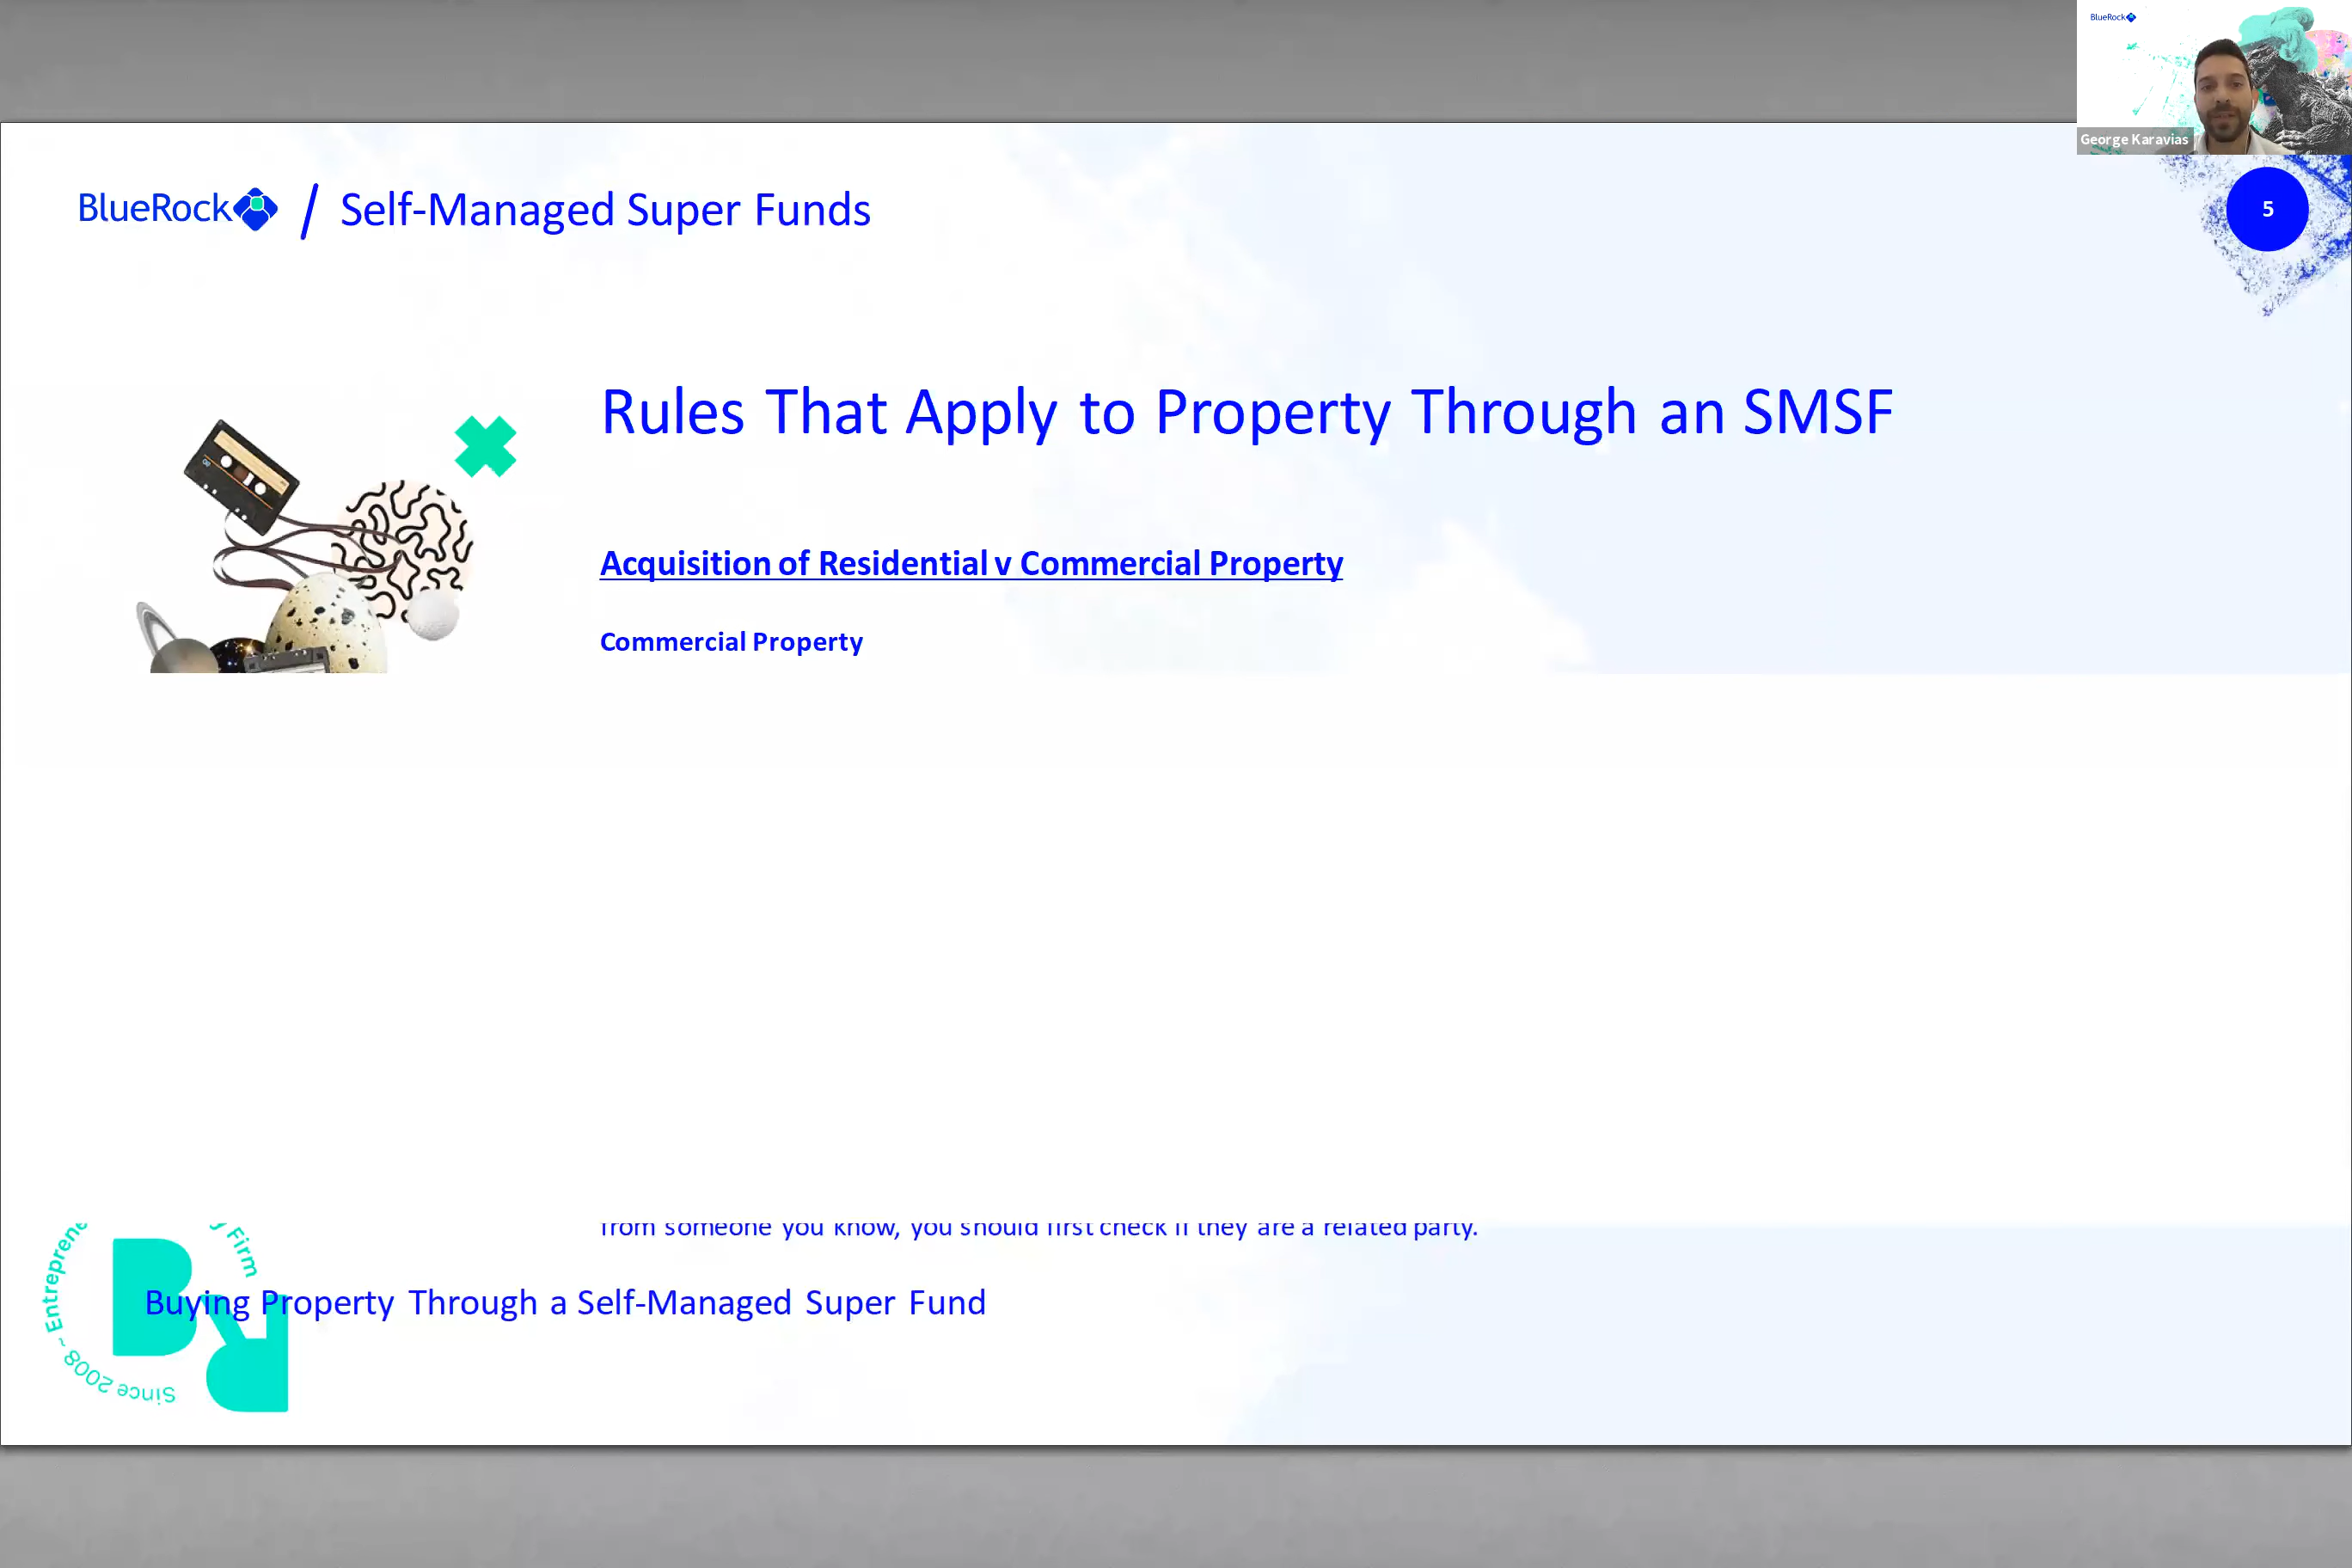 BlueRock
George Karavias
BlueRock / Self-Managed Super Funds
5
Rules That Apply to Property Through an SMSF
Acquisition of Residential v Commercial Property
Commercial Property
from someone you know, you should first check if they are a related party.
Buying Property Through a Self-Managed Super Fund
Firm
Since 2008 ~